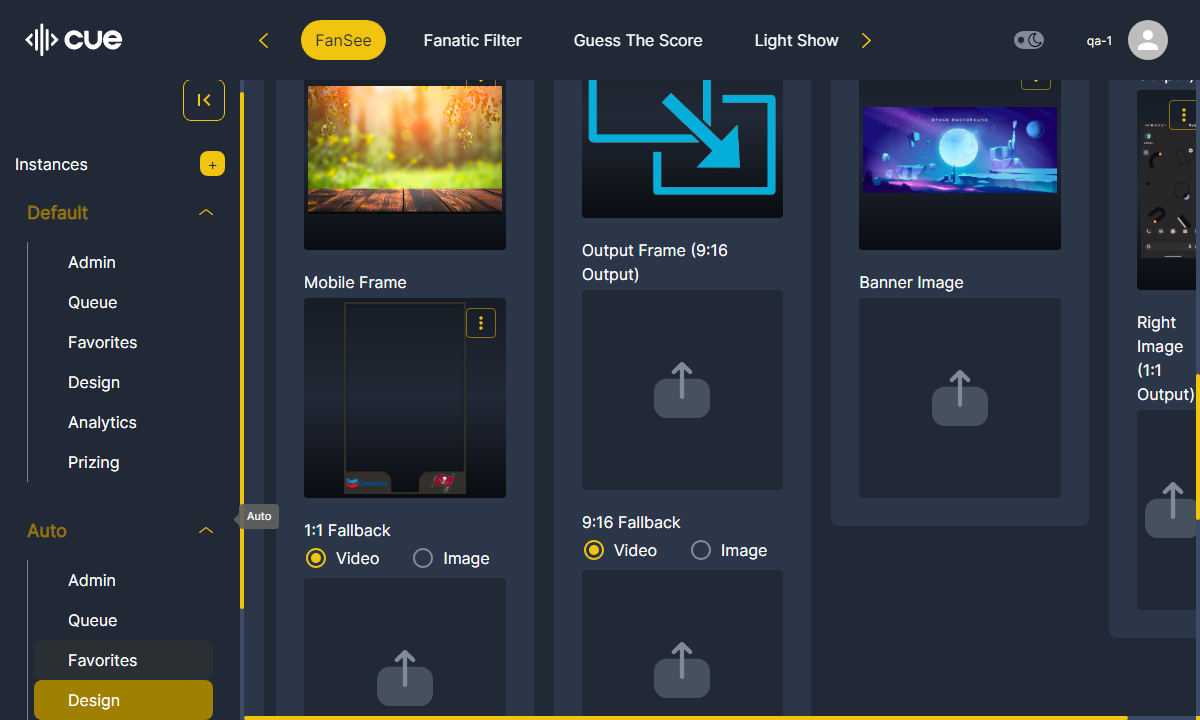 cue
FanSee
Fanatic Filter
Guess The Score
Light Show
qa-1
Instances
+
Default
Admin
Queue
Favorites
Design
Analytics
Prizing
Auto
Auto
Admin
Queue
Favorites
Design
Mobile Frame
1:1 Fallback
Video
Image
Output Frame (9:16
Output)
9:16 Fallback
Video
Image
SPACE BACKGROUND
Banner Image
Right
Image
(1:1
Output)